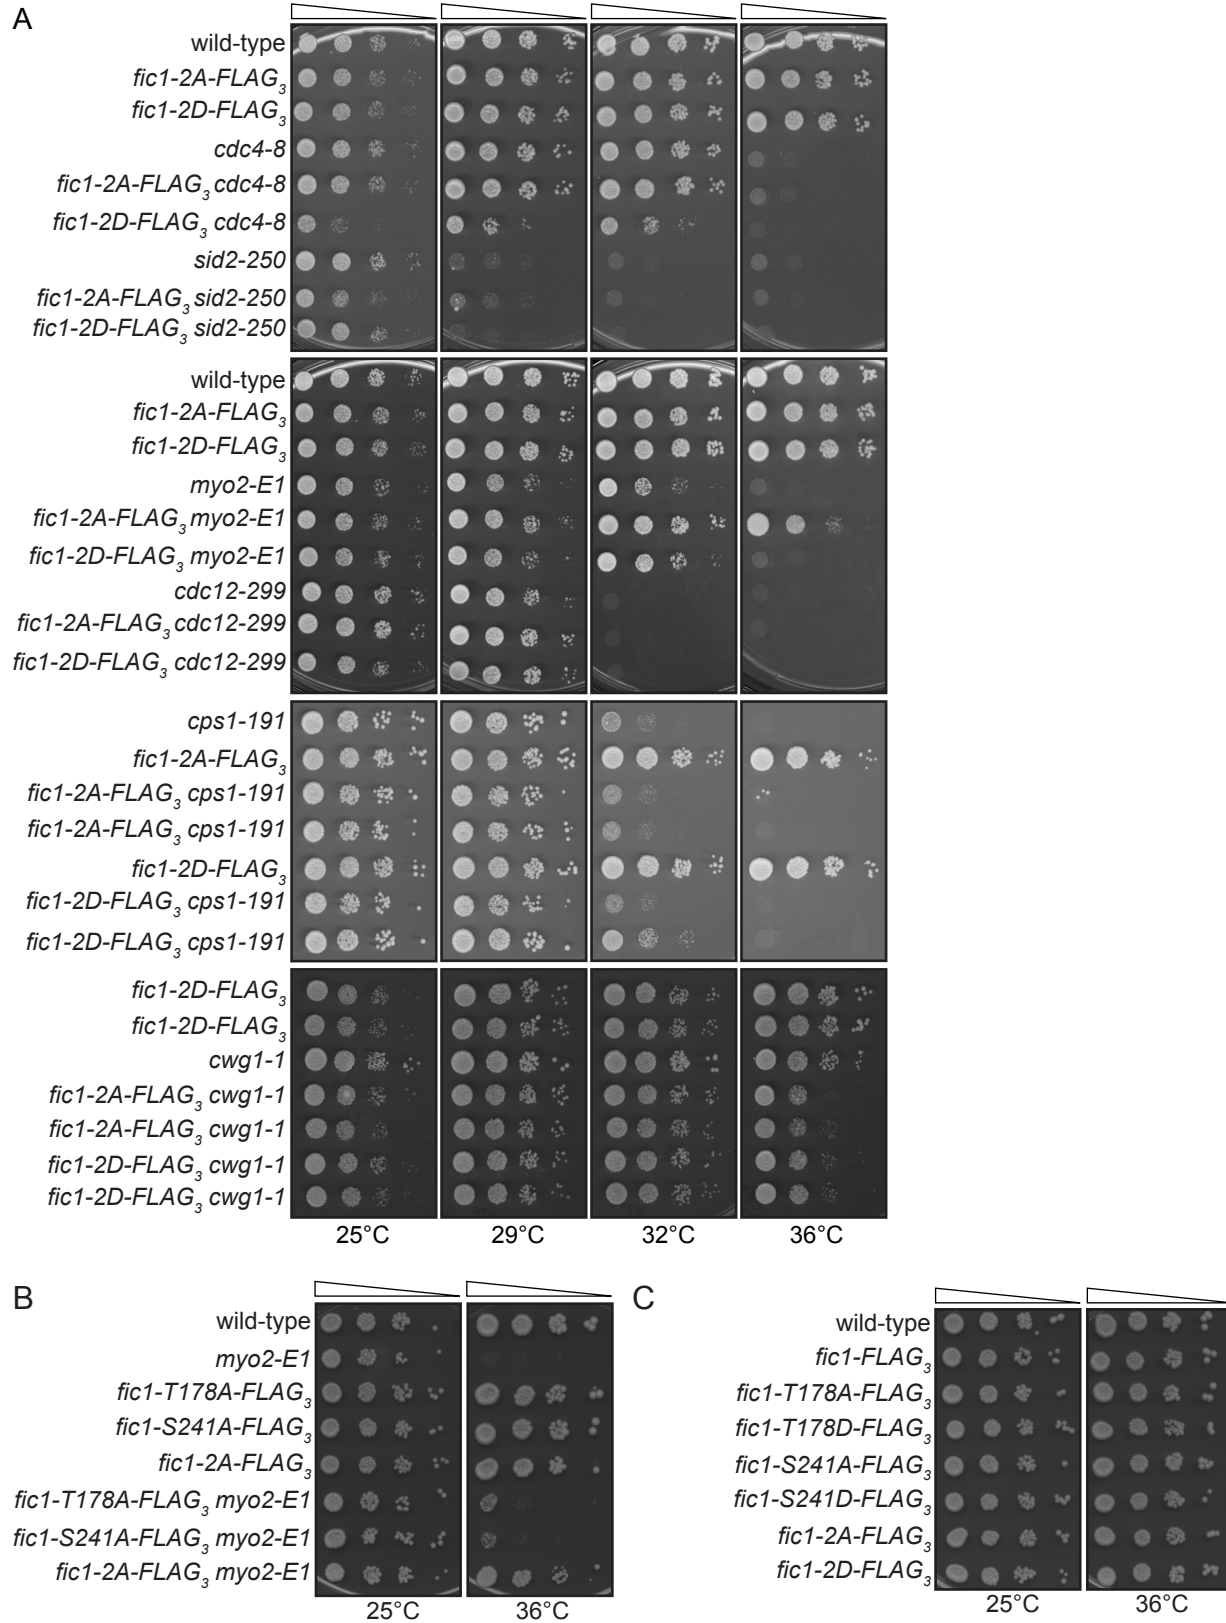 A
wild-type
fic1-2A-FLAG₃
fic1-2D-FLAG₃
cdc4-8
fic1-2A-FLAG₃ cdc4-8
fic1-2D-FLAG₃ cdc4-8
sid2-250
fic1-2A-FLAG₃ sid2-250
fic1-2D-FLAG₃ sid2-250
wild-type
fic1-2A-FLAG₃
fic1-2D-FLAG₃
myo2-E1
fic1-2A-FLAG₃ myo2-E1
fic1-2D-FLAG₃ myo2-E1
cdc12-299
fic1-2A-FLAG₃ cdc12-299
fic1-2D-FLAG₃ cdc12-299
cps1-191
fic1-2A-FLAG₃
fic1-2A-FLAG₃ cps1-191
fic1-2A-FLAG₃ cps1-191
fic1-2D-FLAG₃
fic1-2D-FLAG₃ cps1-191
fic1-2D-FLAG₃ cps1-191
fic1-2D-FLAG₃
fic1-2D-FLAG₃
cwg1-1
fic1-2A-FLAG₃ cwg1-1
fic1-2A-FLAG₃ cwg1-1
fic1-2D-FLAG₃ cwg1-1
fic1-2D-FLAG₃ cwg1-1
25°C 29°C 32°C 36°C
B
wild-type
myo2-E1
fic1-T178A-FLAG₃
fic1-S241A-FLAG₃
fic1-2A-FLAG₃
fic1-T178A-FLAG₃ myo2-E1
fic1-S241A-FLAG₃ myo2-E1
fic1-2A-FLAG₃ myo2-E1
25°C 36°C
C
wild-type
fic1-FLAG₃
fic1-T178A-FLAG₃
fic1-T178D-FLAG₃
fic1-S241A-FLAG₃
fic1-S241D-FLAG₃
fic1-2A-FLAG₃
fic1-2D-FLAG₃
25°C 36°C